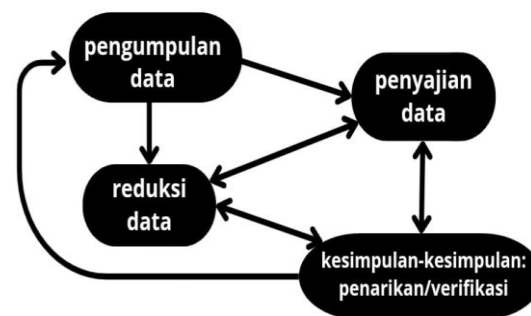 pengumpulan
data
penyajian
data
reduksi
data
kesimpulan-kesimpulan:
penarikan/verifikasi